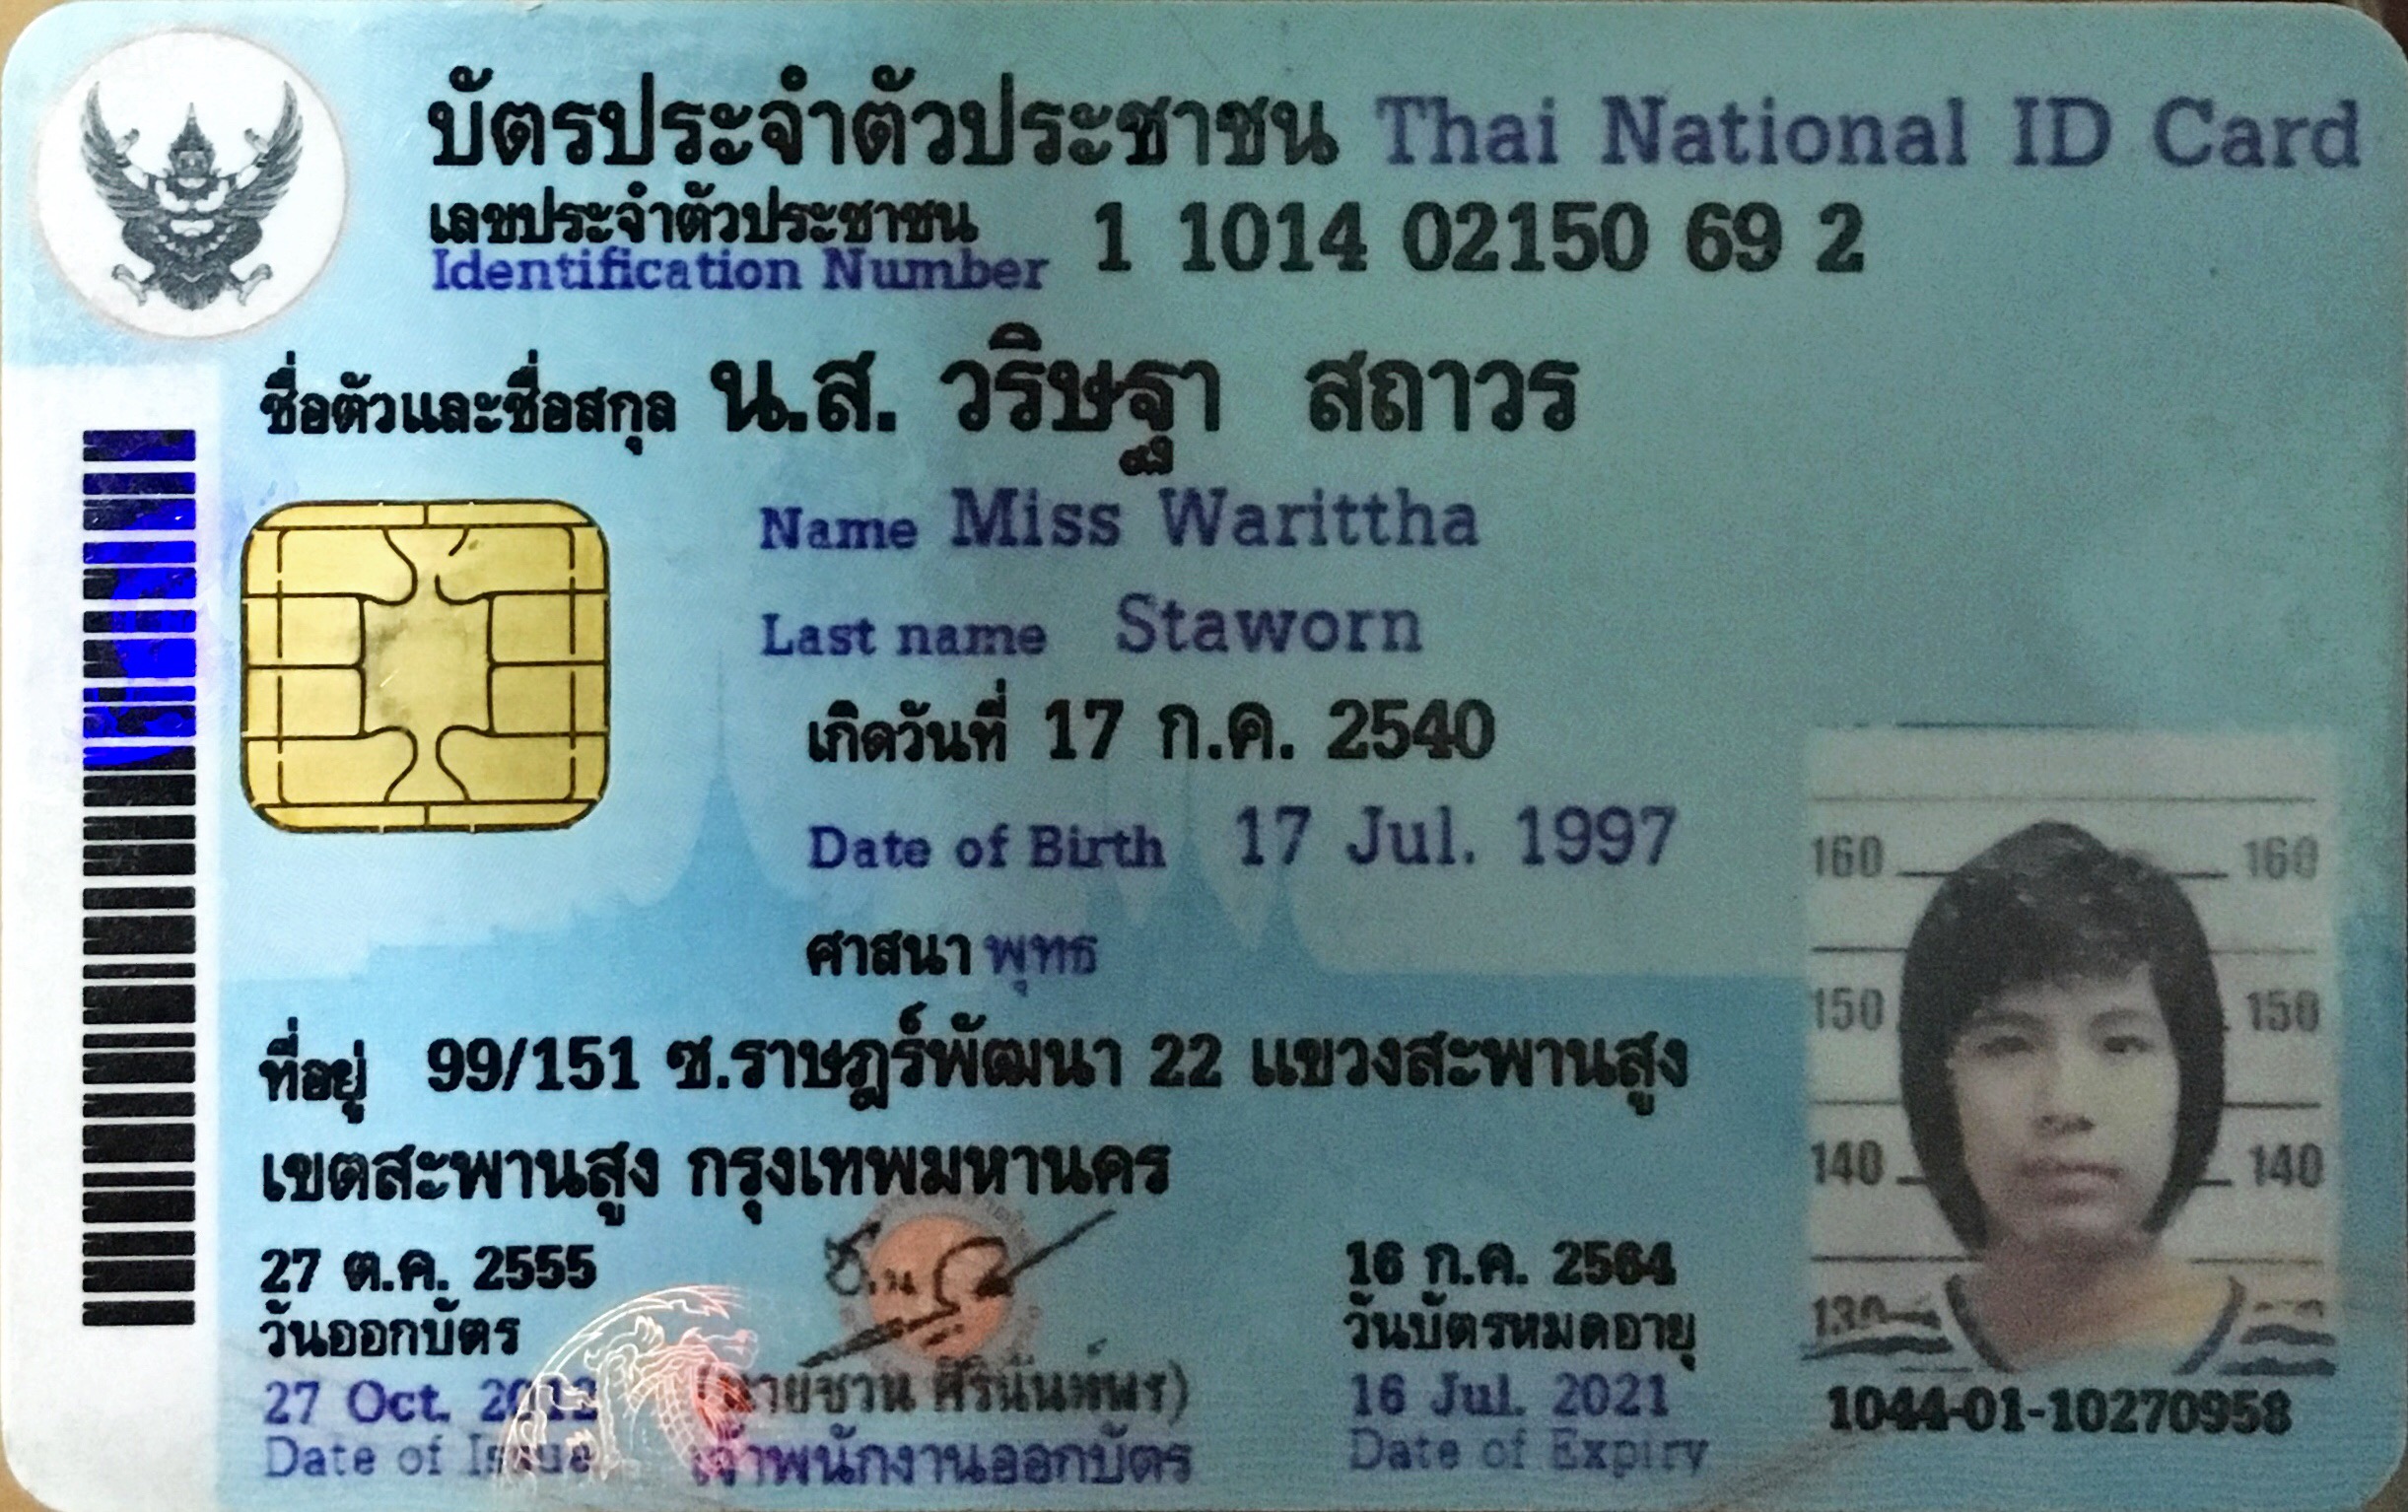 บัตรประจำตัวประชาชน Thai National ID Card
เลขประจำตัวประชาชน 1 1014 02150 69 2
Identification Number
ชื่อตัวและชื่อสกุล น.ส. วริษฐา สถาวร
Name Miss Warittha
Last name Staworn
เกิดวันที่ 17 ก.ค. 2540
Date of Birth 17 Jul. 1997
ศาสนา พุทธ
ที่อยู่ 99/151 ซ.ราษฎร์พัฒนา 22 แขวงสะพานสูง
เขตสะพานสูง กรุงเทพมหานคร
27 ต.ค. 2555
วันออกบัตร
27 Oct. 2012
Date of Issue
(นายชวน ศิรินันท์พร)
เจ้าพนักงานออกบัตร
16 ก.ค. 2564
วันบัตรหมดอายุ
16 Jul. 2021
Date of Expiry
160 160
150 150
140 140
130
1044-01-10270958